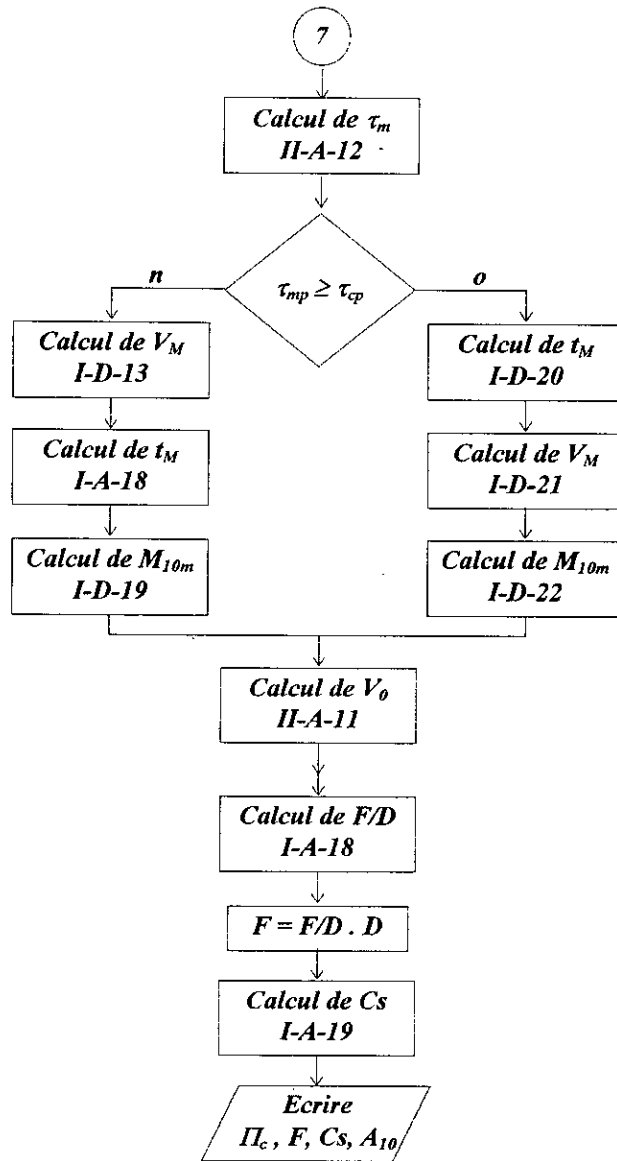 7
Calcul de τm
II-A-12
τmp ≥ τcp
n
o
Calcul de VM
I-D-13
Calcul de tM
I-A-18
Calcul de M10m
I-D-19
Calcul de tM
I-D-20
Calcul de VM
I-D-21
Calcul de M10m
I-D-22
Calcul de V0
II-A-11
Calcul de F/D
I-A-18
F = F/D . D
Calcul de Cs
I-A-19
Ecrire
Πc , F, Cs, A10